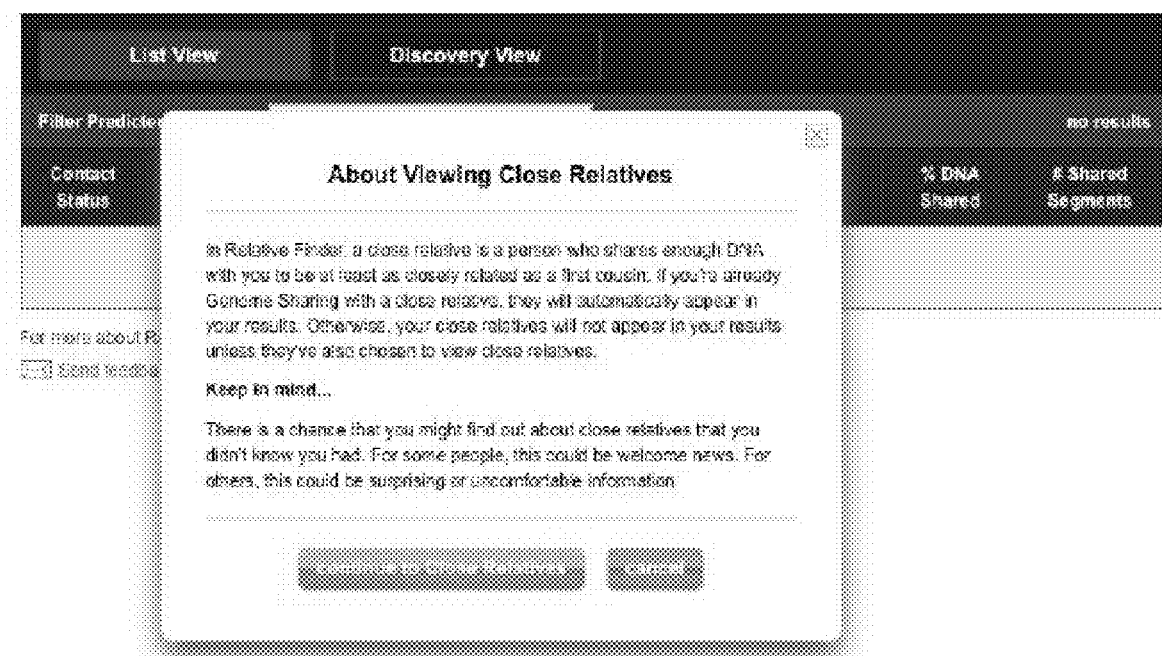 List View Discovery View
Filter Predicted no results
Contact
Status
% DNA
Shared
# Shared
Segments
About Viewing Close Relatives
In Relative Finder, a close relative is a person who shares enough DNA
with you to be at least as closely related as a first cousin. If you're already
Genome Sharing with a close relative, they will automatically appear in
your results. Otherwise, your close relatives will not appear in your results
unless they've also chosen to view close relatives.
Keep in mind...
There is a chance that you might find out about close relatives that you
didn't know you had. For some people, this could be welcome news. For
others, this could be surprising or uncomfortable information
For more about R
Send feedba
Cancel